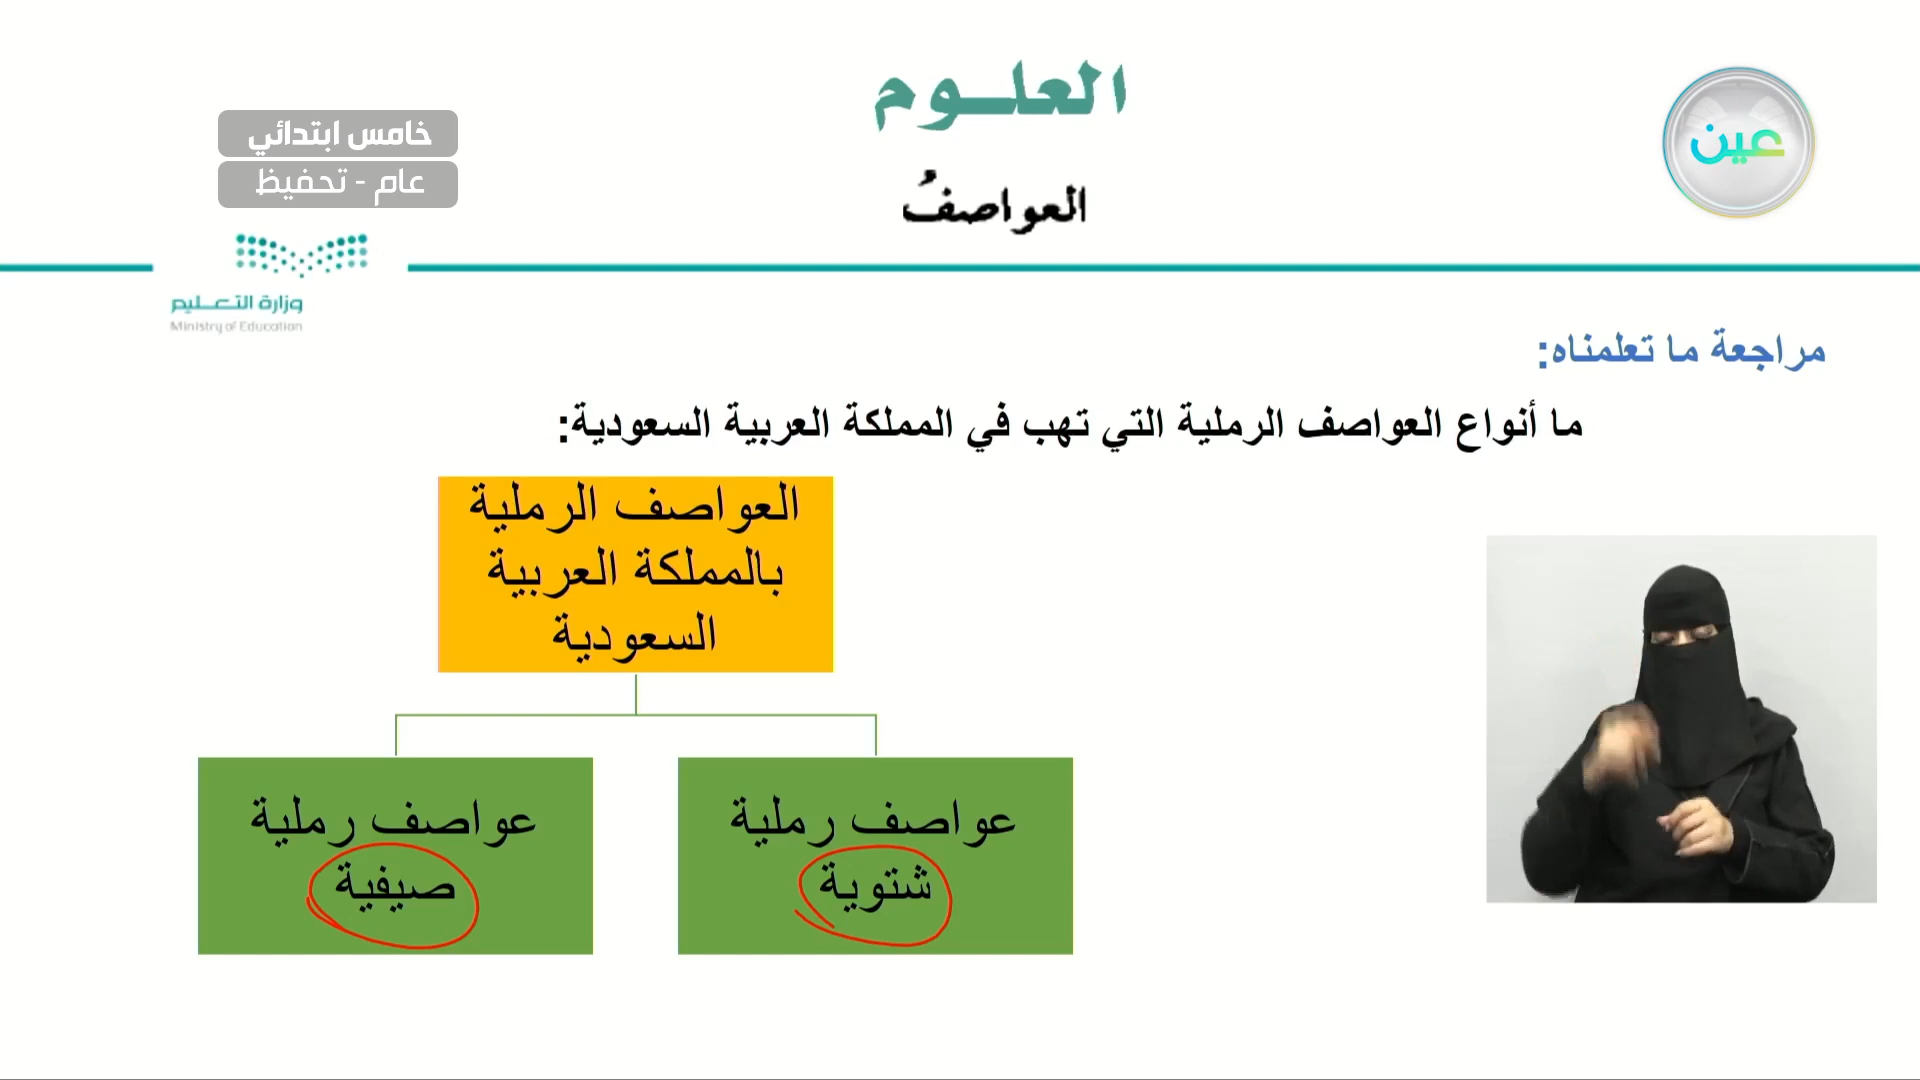 العلــوم
العواصفُ
عين
خامس ابتدائي
عام - تحفيظ
وزارة التـعـــليم
Ministry of Education
مراجعة ما تعلمناه:
ما أنواع العواصف الرملية التي تهب في المملكة العربية السعودية:
العواصف الرملية
بالمملكة العربية
السعودية
عواصف رملية
شتوية
عواصف رملية
صيفية